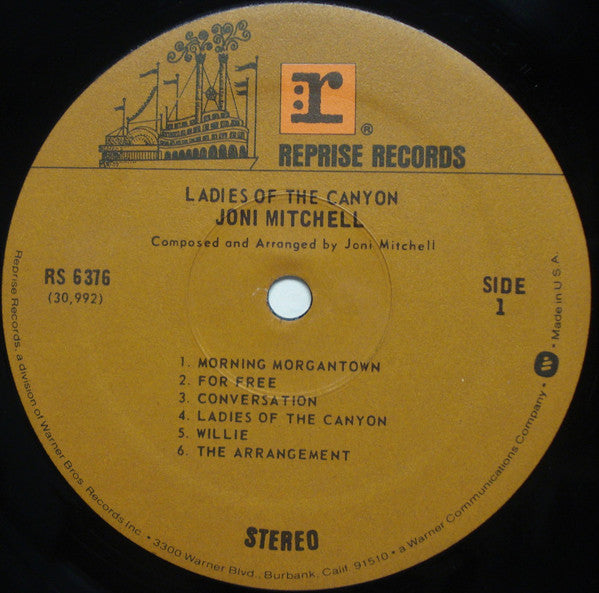 :r
®
REPRISE RECORDS
LADIES OF THE CANYON
JONI MITCHELL
Composed and Arranged by Joni Mitchell
RS 6376
(30,992)
SIDE
1
1. MORNING MORGANTOWN
2. FOR FREE
3. CONVERSATION
4. LADIES OF THE CANYON
5. WILLIE
6. THE ARRANGEMENT
STEREO
Reprise Records, a division of Warner Bros. Records Inc. • 3300 Warner Blvd., Burbank, Calif. 91510 • a Warner Communications Company. • • Made in U.S.A.